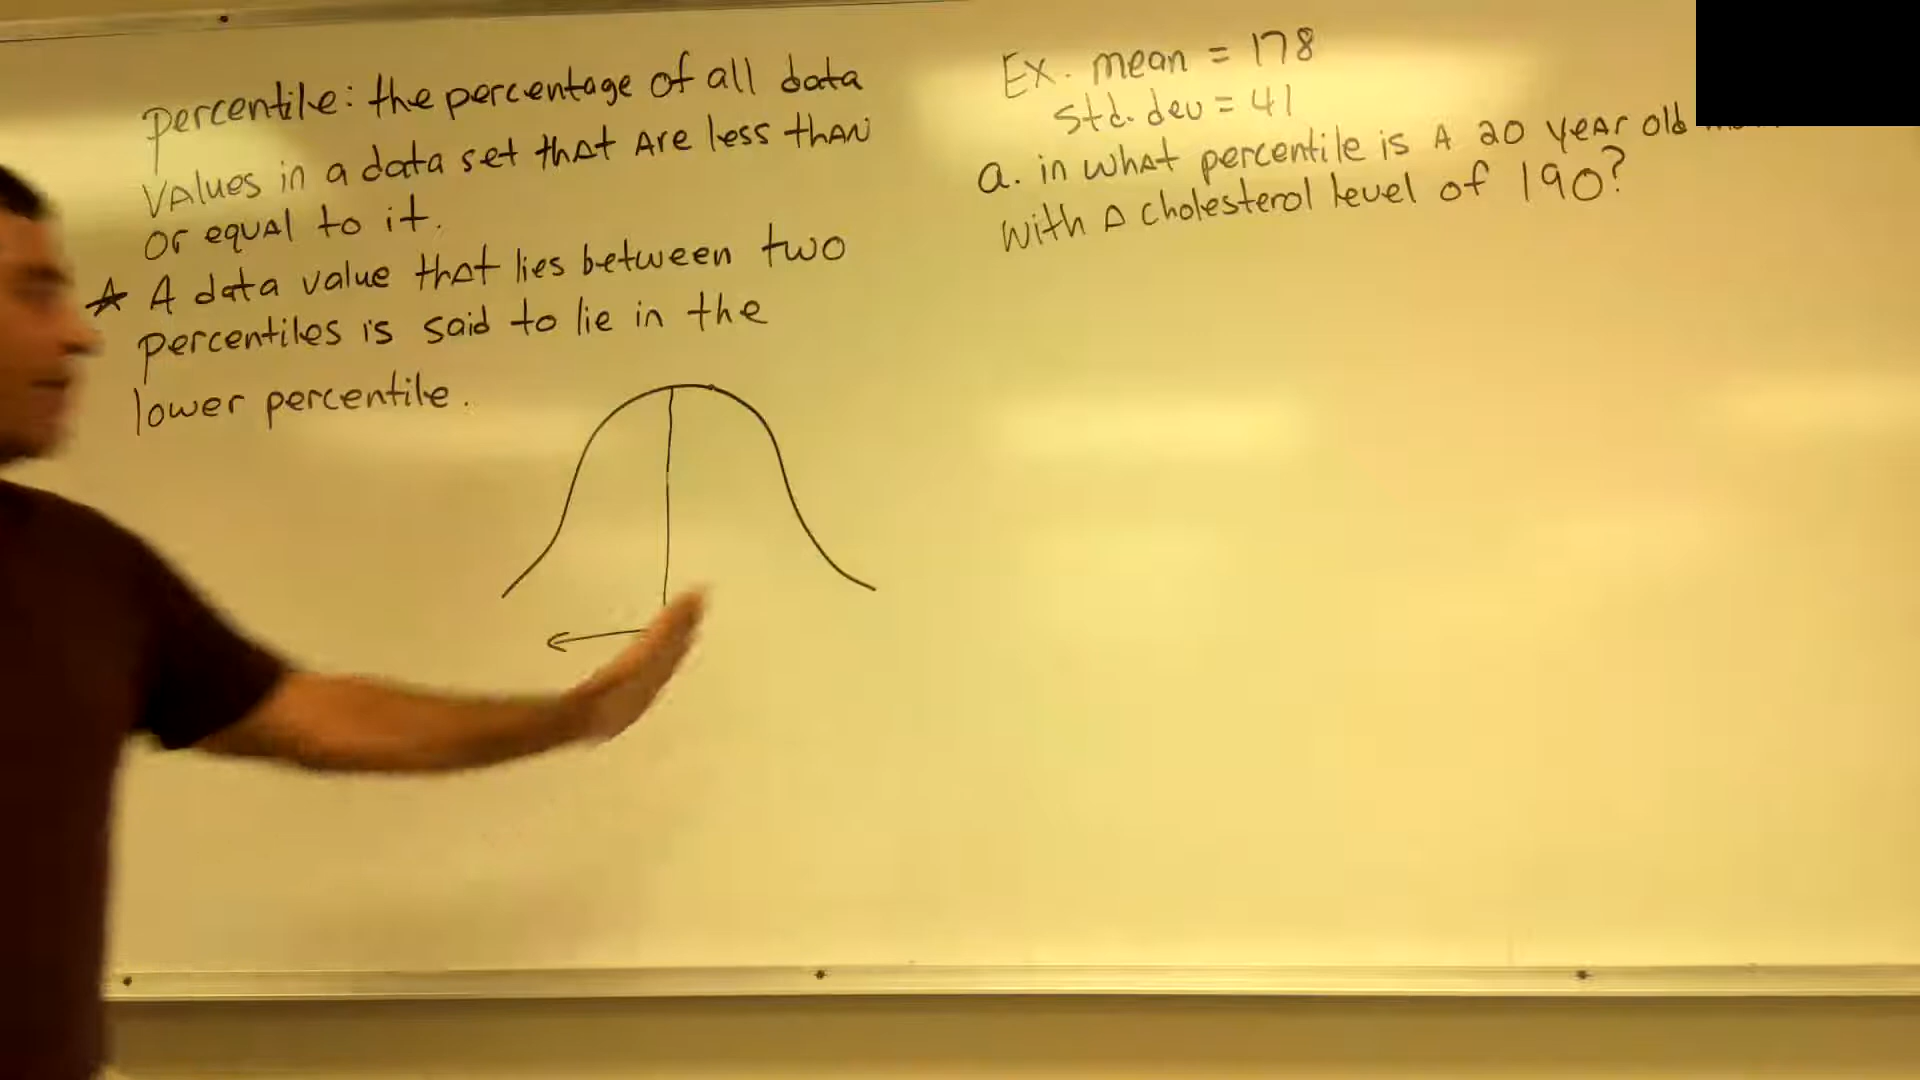 percentile: the percentage of all data
values in a data set that are less than
or equal to it.
★ A data value that lies between two
percentiles is said to lie in the
lower percentile.
Ex. mean = 178
std. dev = 41
a. in what percentile is a 20 year old
with a cholesterol level of 190?